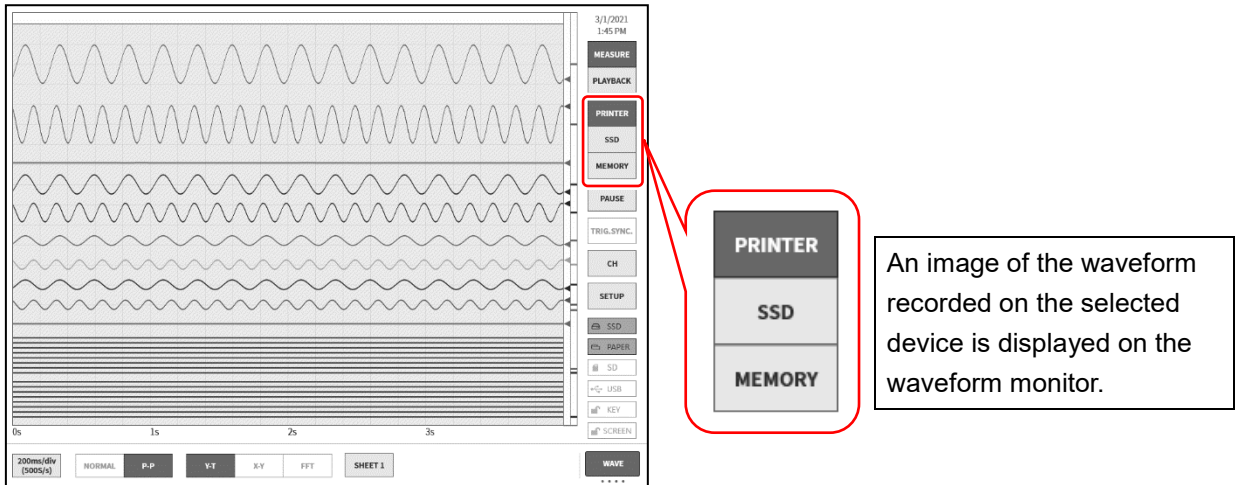 3/1/2021
1:45 PM
MEASURE
PLAYBACK
PRINTER
SSD
MEMORY
PAUSE
TRIG.SYNC.
CH
SETUP
SSD
PAPER
SD
USB
KEY
SCREEN
0s 1s 2s 3s
200ms/div
(500S/s)
NORMAL P-P Y-T X-Y FFT SHEET 1 WAVE
PRINTER
SSD
MEMORY
An image of the waveform
recorded on the selected
device is displayed on the
waveform monitor.